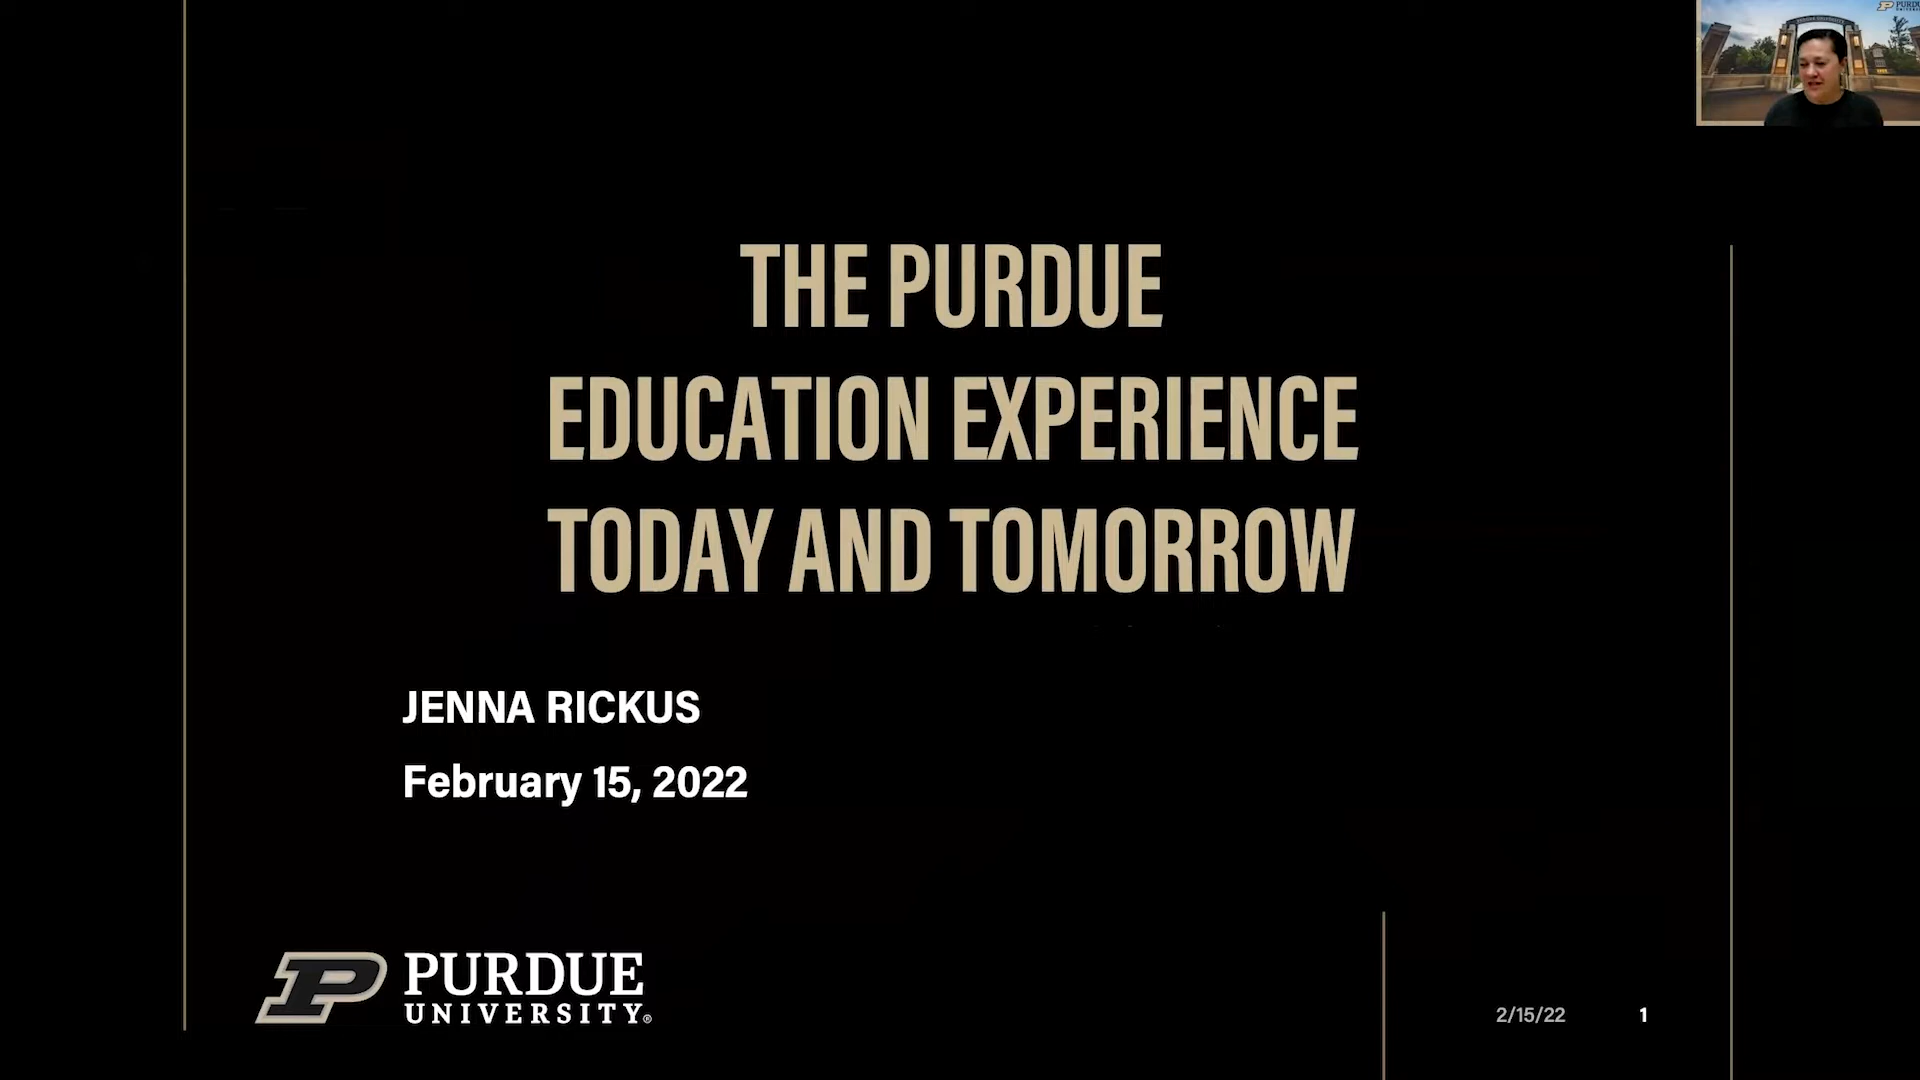 THE PURDUE
EDUCATION EXPERIENCE
TODAY AND TOMORROW
JENNA RICKUS
February 15, 2022
PURDUE
UNIVERSITY®
2/15/22
1